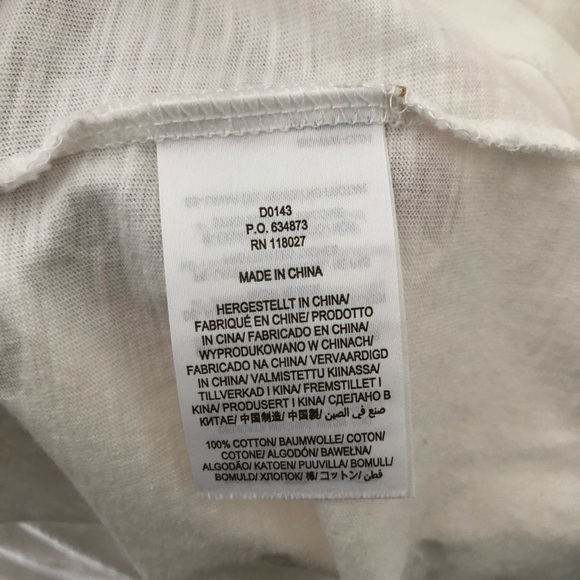 D0143
P.O. 634873
RN 118027
MADE IN CHINA
HERGESTELLT IN CHINA/
FABRIQUÉ EN CHINE/ PRODOTTO
IN CINA/ FABRICADO EN CHINA/
WYPRODUKOWANO W CHINACH/
FABRICADO NA CHINA/ VERVAARDIGD
IN CHINA/ VALMISTETTU KIINASSA/
TILLVERKAD I KINA/ FREMSTILLET I
KINA/ PRODUSERT I KINA/ СДЕЛАНО В
КИТАЕ/ 中国制造/ 中國製/ صنع في الصين/
100% COTTON/ BAUMWOLLE/ COTON/
COTONE/ ALGODÓN/ BAWEŁNA/
ALGODÃO/ KATOEN/ PUUVILLA/ BOMULL/
BOMULD/ ХЛОПОК/ 棉/ コットン/ قطن/